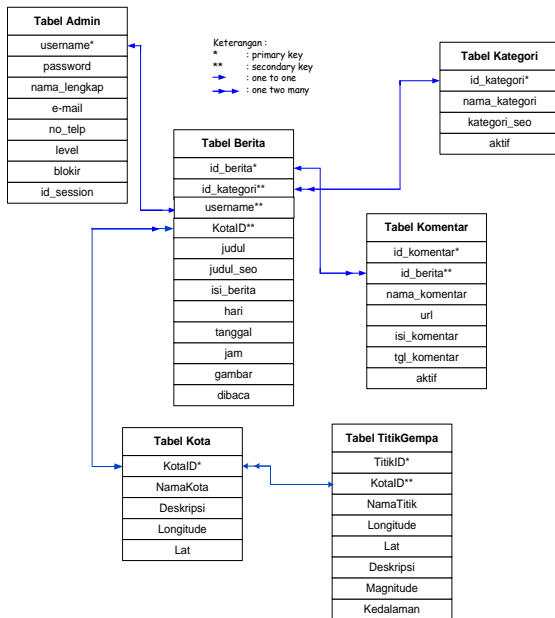 Tabel Admin
username*
password
nama_lengkap
e-mail
no_telp
level
blokir
id_session
Keterangan :
* : primary key
** : secondary key
: one to one
: one two many
Tabel Kategori
id_kategori*
nama_kategori
kategori_seo
aktif
Tabel Berita
id_berita*
id_kategori**
username**
KotaID**
judul
judul_seo
isi_berita
hari
tanggal
jam
gambar
dibaca
Tabel Komentar
id_komentar*
id_berita**
nama_komentar
url
isi_komentar
tgl_komentar
aktif
Tabel Kota
KotaID*
NamaKota
Deskripsi
Longitude
Lat
Tabel TitikGempa
TitikID*
KotaID**
NamaTitik
Longitude
Lat
Deskripsi
Magnitude
Kedalaman